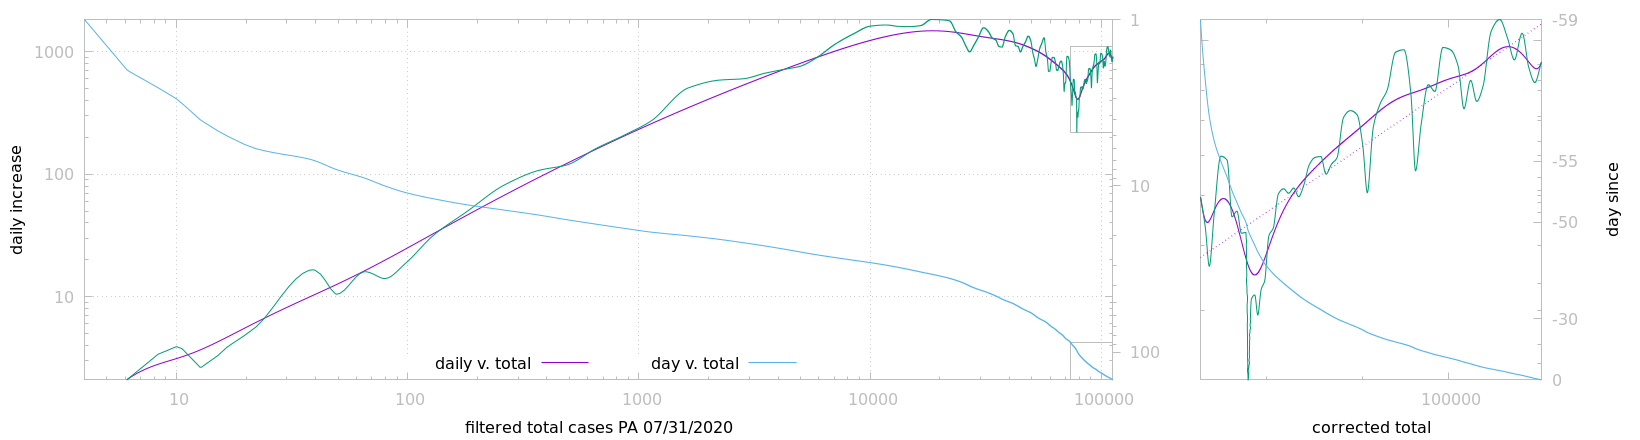 1000
100
10
daily increase
10
100
1000
10000
100000
filtered total cases PA 07/31/2020
daily v. total
day v. total
1
10
100
100000
corrected total
-59
-55
-50
-30
0
day since